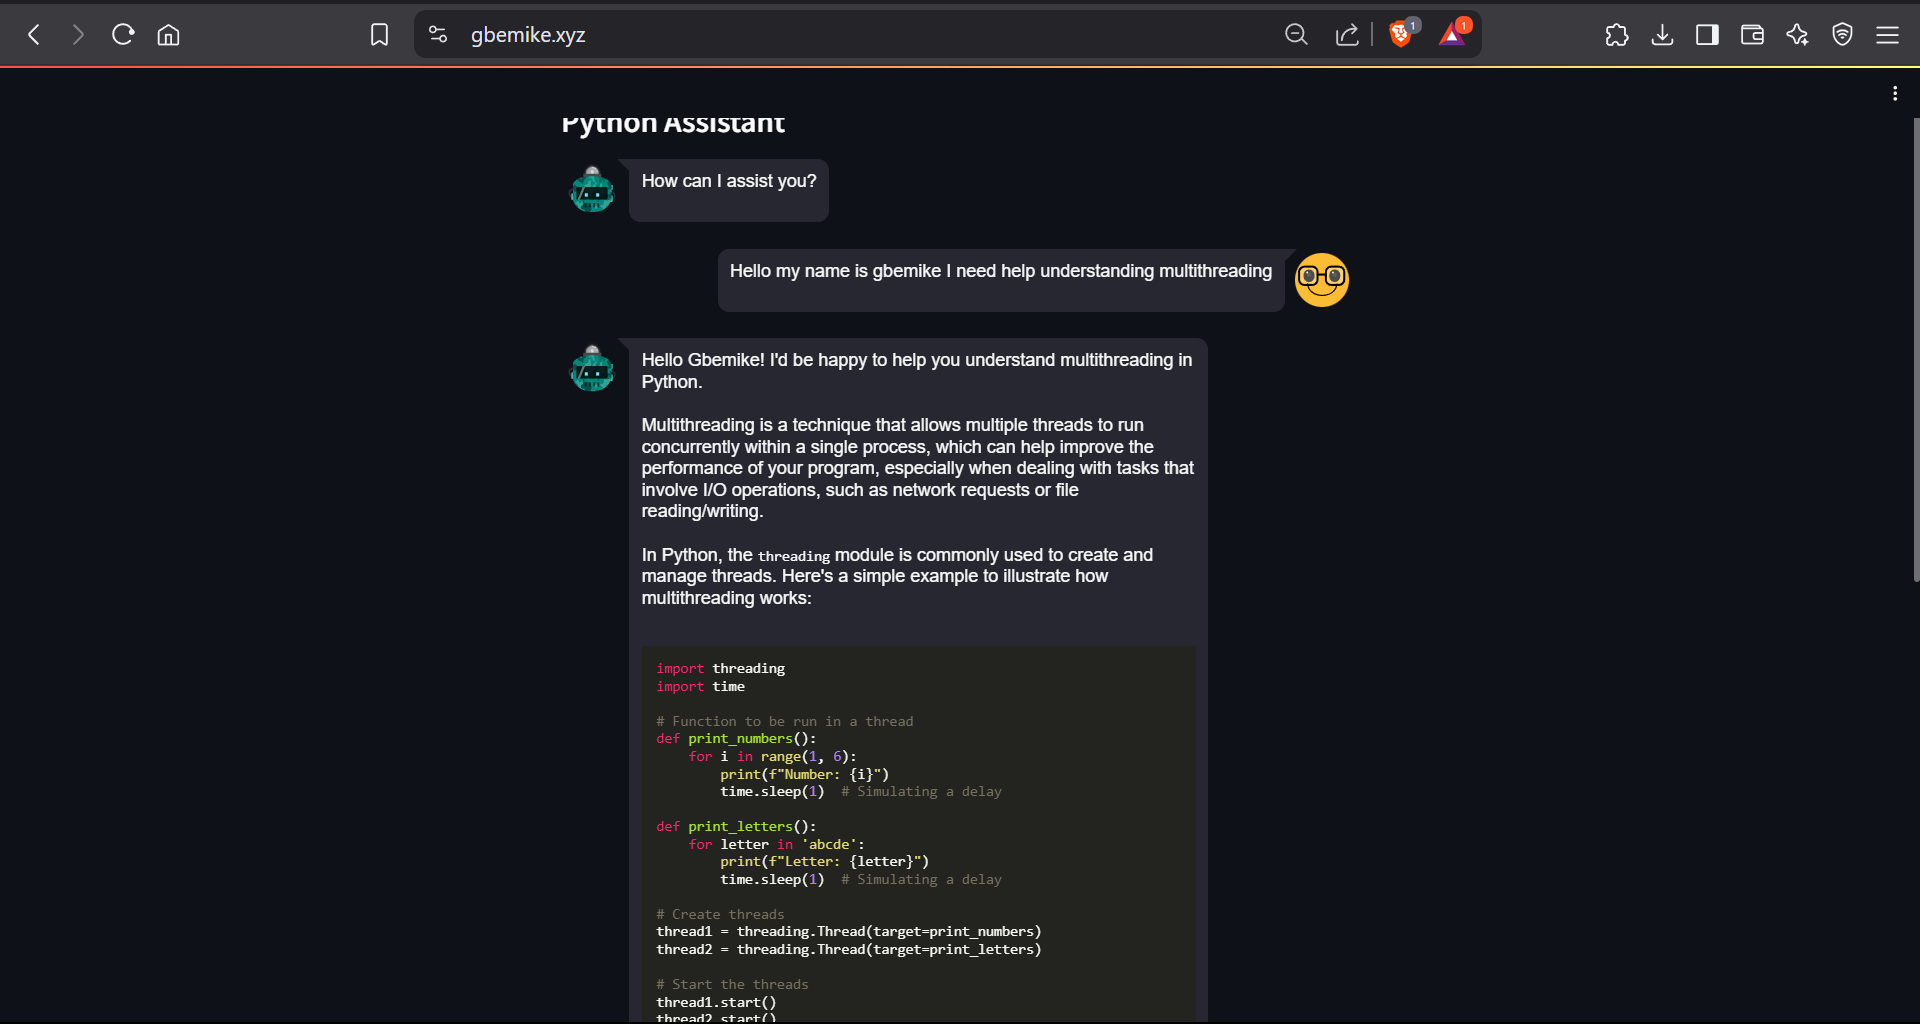 gbemike.xyz
1
1
Python Assistant
How can I assist you?
Hello my name is gbemike I need help understanding multithreading
Hello Gbemike! I'd be happy to help you understand multithreading in
Python.
Multithreading is a technique that allows multiple threads to run
concurrently within a single process, which can help improve the
performance of your program, especially when dealing with tasks that
involve I/O operations, such as network requests or file
reading/writing.
In Python, the threading module is commonly used to create and
manage threads. Here's a simple example to illustrate how
multithreading works:
import threading
import time
# Function to be run in a thread
def print_numbers():
    for i in range(1, 6):
        print(f"Number: {i}")
        time.sleep(1)  # Simulating a delay
def print_letters():
    for letter in 'abcde':
        print(f"Letter: {letter}")
        time.sleep(1)  # Simulating a delay
# Create threads
thread1 = threading.Thread(target=print_numbers)
thread2 = threading.Thread(target=print_letters)
# Start the threads
thread1.start()
thread2.start()